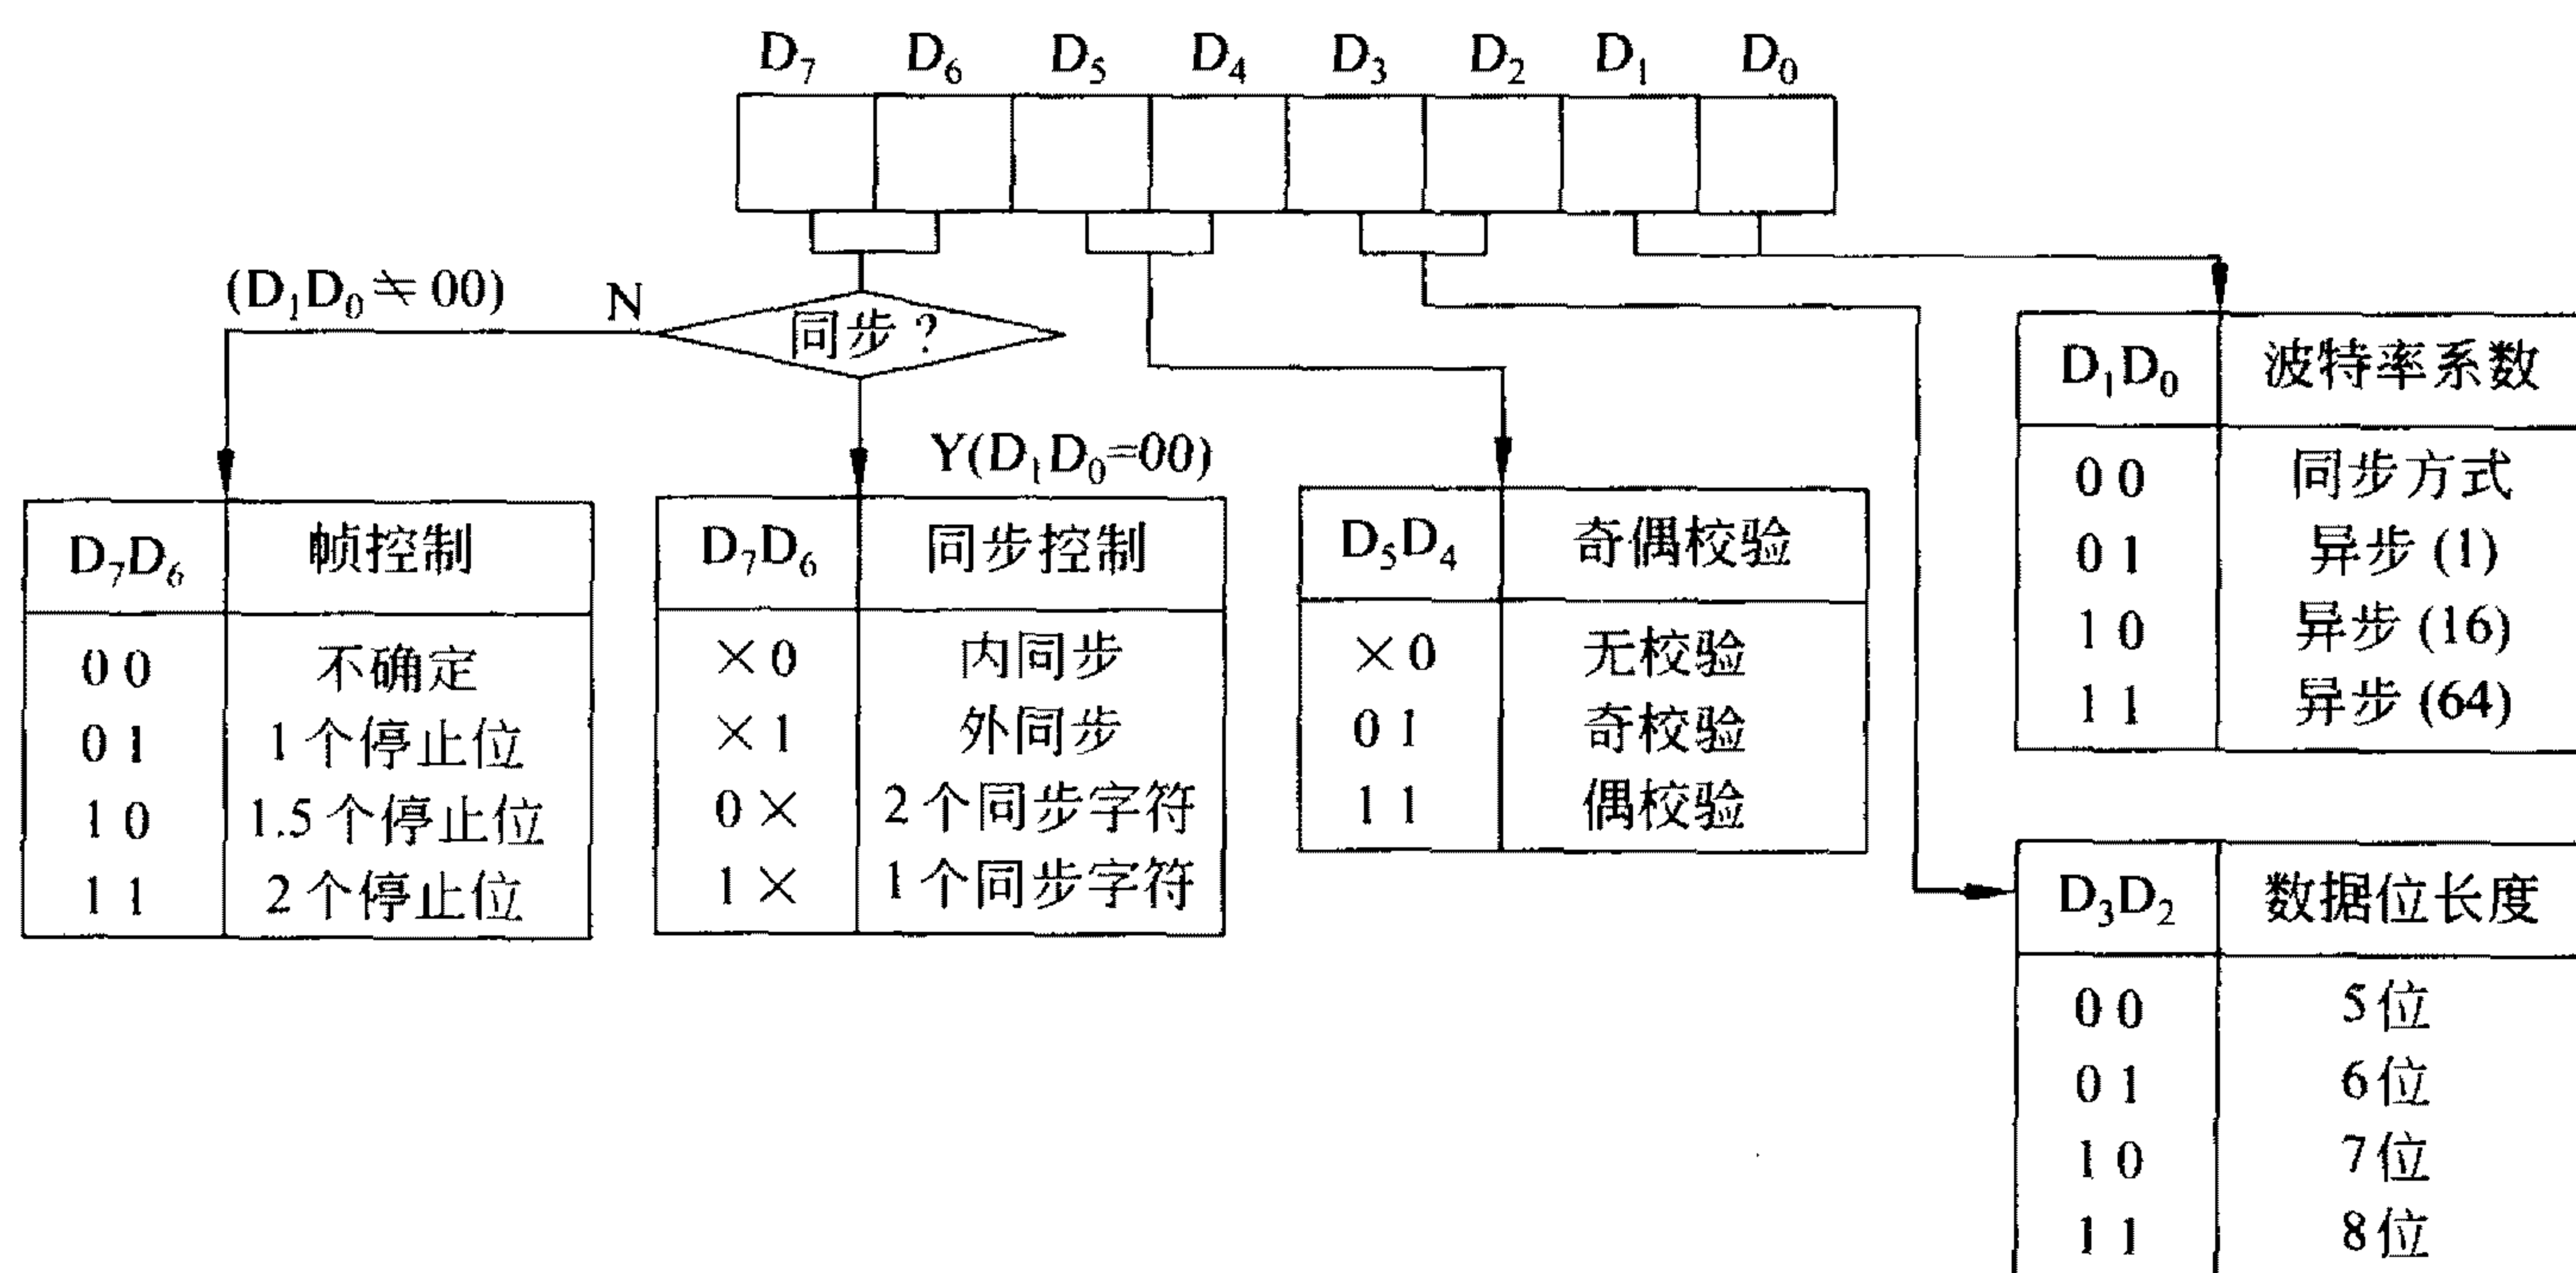 D₇ D₆ D₅ D₄ D₃ D₂ D₁ D₀
(D₁D₀≠00) N
同步?
Y(D₁D₀=00)
D₇D₆ 帧控制
0 0 不确定
0 1 1个停止位
1 0 1.5个停止位
1 1 2个停止位
D₇D₆ 同步控制
×0 内同步
×1 外同步
0× 2个同步字符
1× 1个同步字符
D₅D₄ 奇偶校验
×0 无校验
0 1 奇校验
1 1 偶校验
D₁D₀ 波特率系数
0 0 同步方式
0 1 异步(1)
1 0 异步(16)
1 1 异步(64)
D₃D₂ 数据位长度
0 0 5位
0 1 6位
1 0 7位
1 1 8位